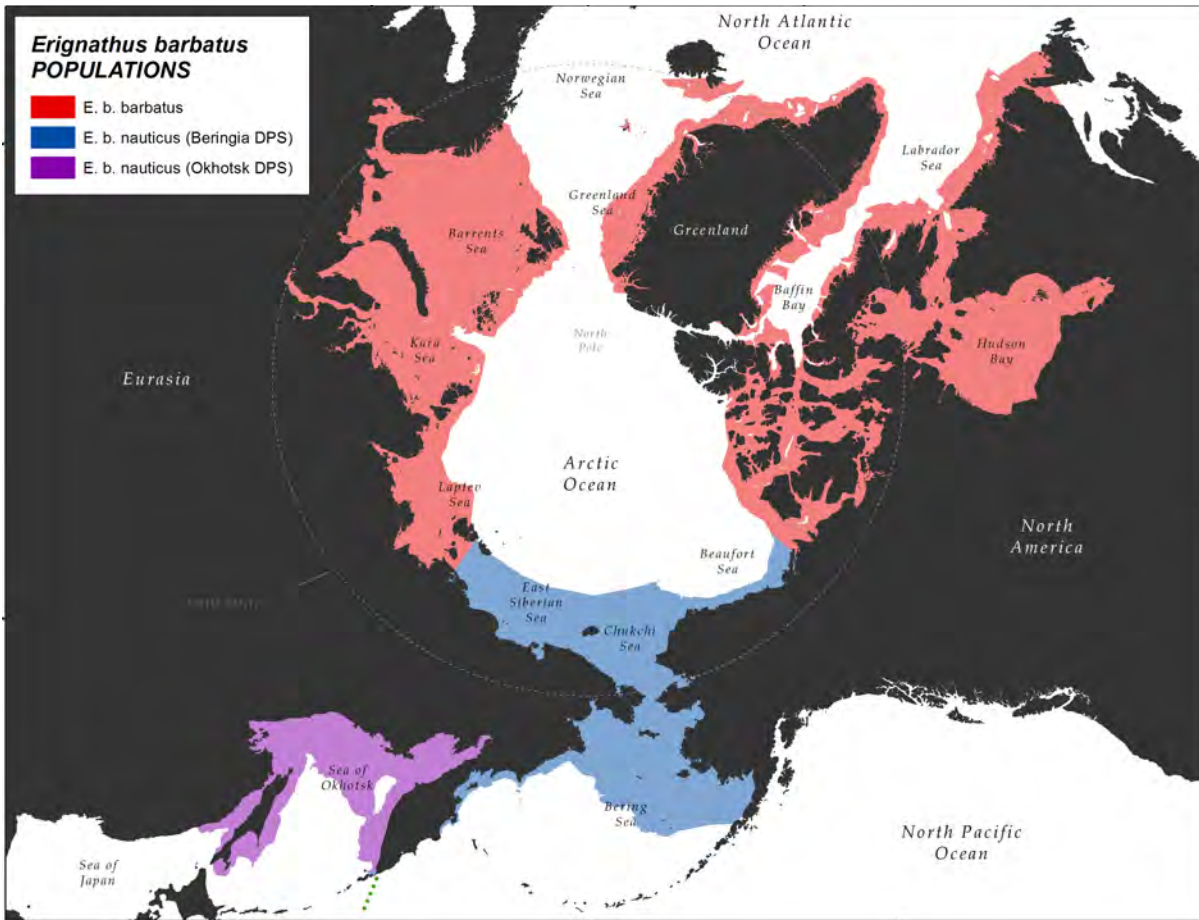 Erignathus barbatus
POPULATIONS
E. b. barbatus
E. b. nauticus (Beringia DPS)
E. b. nauticus (Okhotsk DPS)
North Atlantic
Ocean
Norwegian
Sea
Labrador
Sea
Greenland
Sea
Greenland
Barrents
Sea
Baffin
Bay
North
Pole
Kara
Sea
Hudson
Bay
Eurasia
Arctic
Ocean
Laptev
Sea
North
America
Beaufort
Sea
East
Siberian
Sea
Chukchi
Sea
Sea of
Okhotsk
Bering
Sea
North Pacific
Ocean
Sea of
Japan